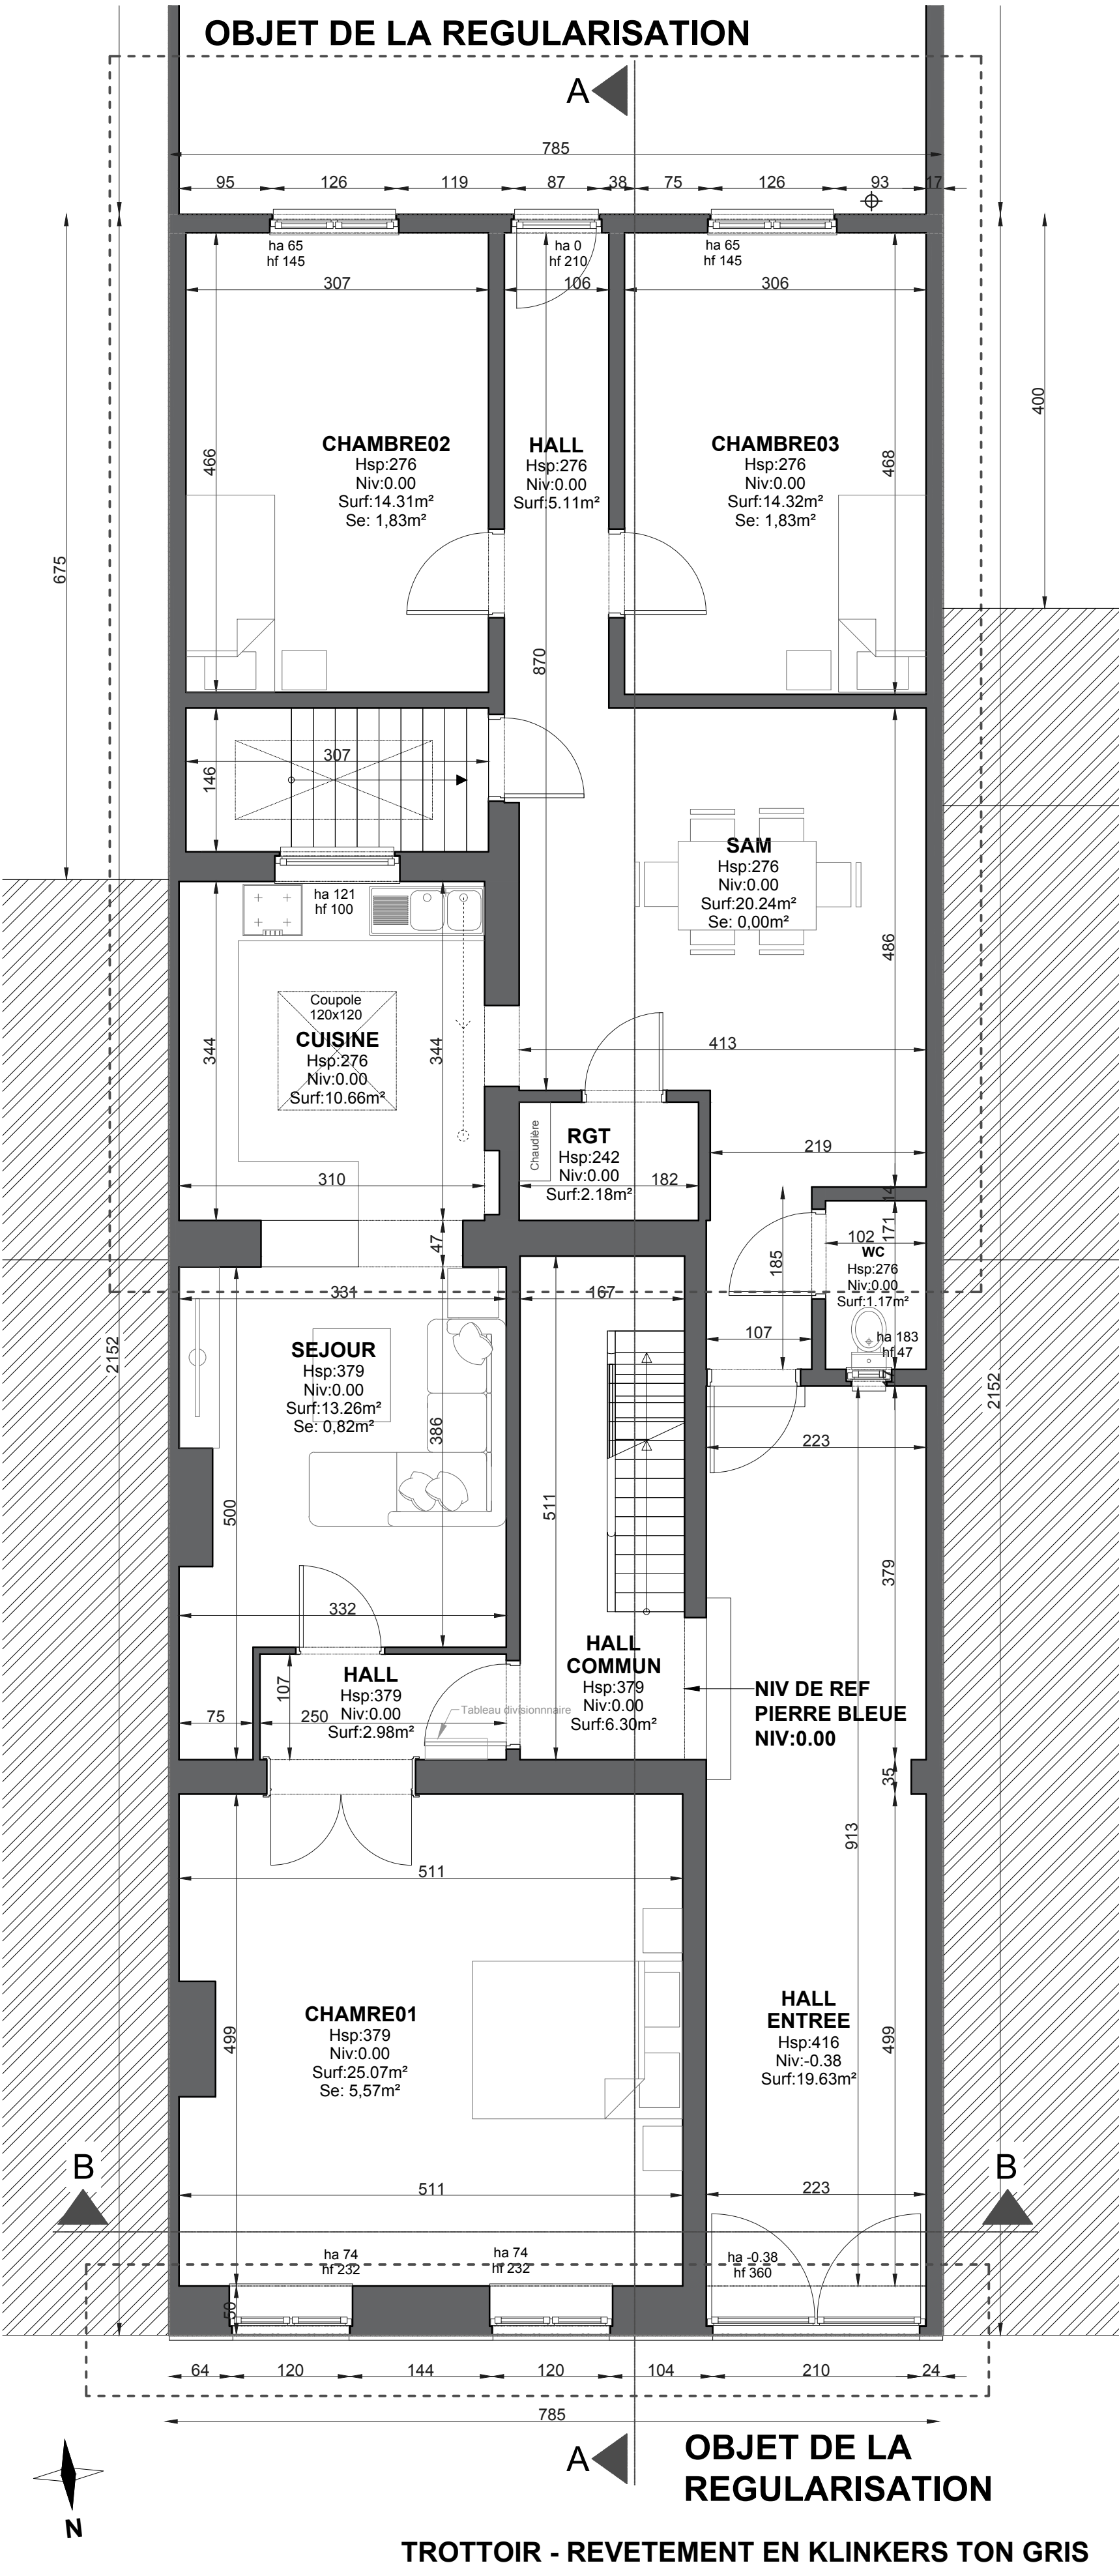 OBJET DE LA REGULARISATION
A
785
95 126 119 87 38 75 126 93 17
ha 65
hf 145
ha 0
hf 210
ha 65
hf 145
307 106 306
400
CHAMBRE02
Hsp:276
Niv:0.00
Surf:14.31m²
Se: 1,83m²
HALL
Hsp:276
Niv:0.00
Surf:5.11m²
CHAMBRE03
Hsp:276
Niv:0.00
Surf:14.32m²
Se: 1,83m²
466
468
675
870
307
146
SAM
Hsp:276
Niv:0.00
Surf:20.24m²
Se: 0,00m²
ha 121
hf 100
486
Coupole
120x120
CUISINE
Hsp:276
Niv:0.00
Surf:10.66m²
344
344
413
Chaudière
RGT
Hsp:242
Niv:0.00
Surf:2.18m²
182
219
310
14
171
102
WC
Hsp:276
Niv:0.00
Surf:1.17m²
ha 183
hf 47
47
185
331
167
107
2152
2152
SEJOUR
Hsp:379
Niv:0.00
Surf:13.26m²
Se: 0,82m²
386
223
500
511
379
332
HALL
Hsp:379
Niv:0.00
Surf:2.98m²
107
75
250
Tableau divisionnnaire
HALL
COMMUN
Hsp:379
Niv:0.00
Surf:6.30m²
NIV DE REF
PIERRE BLEUE
NIV:0.00
35
913
511
CHAMRE01
Hsp:379
Niv:0.00
Surf:25.07m²
Se: 5,57m²
499
HALL
ENTREE
Hsp:416
Niv:-0.38
Surf:19.63m²
499
B
B
511
223
ha 74
hf 232
ha 74
hf 232
ha -0.38
hf 360
50
64 120 144 120 104 210 24
785
A
OBJET DE LA
REGULARISATION
N
TROTTOIR - REVETEMENT EN KLINKERS TON GRIS